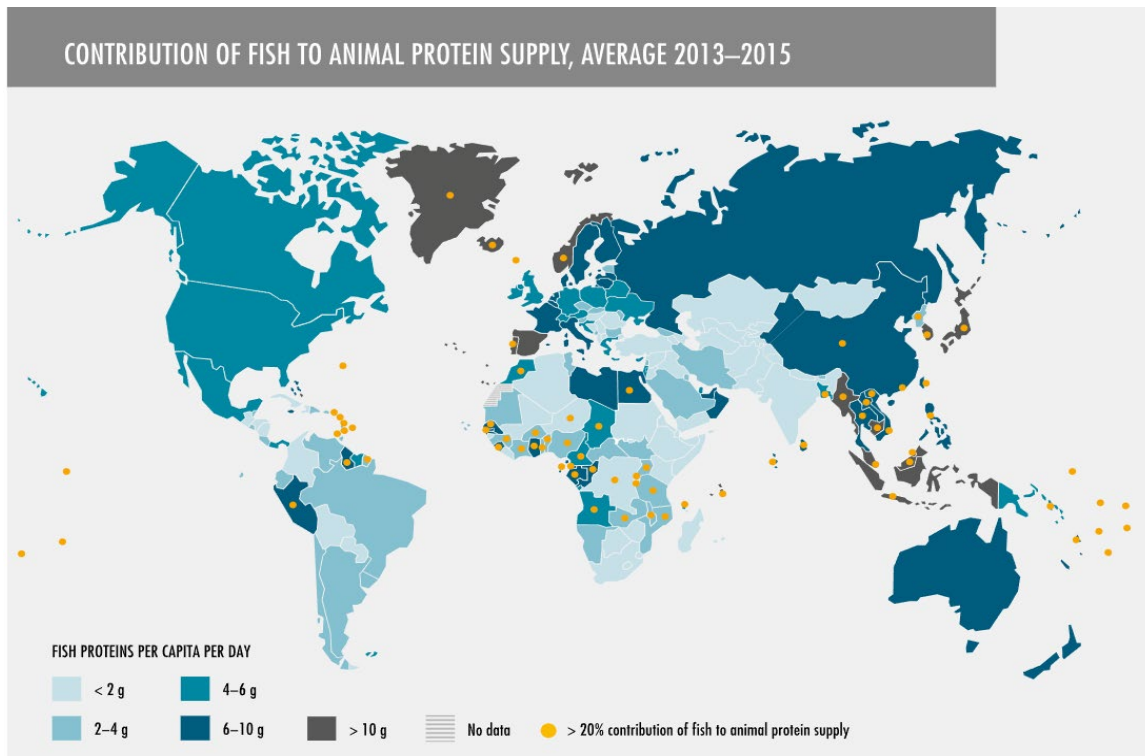 CONTRIBUTION OF FISH TO ANIMAL PROTEIN SUPPLY, AVERAGE 2013–2015
FISH PROTEINS PER CAPITA PER DAY
< 2 g
4–6 g
2–4 g
6–10 g
> 10 g
No data
> 20% contribution of fish to animal protein supply